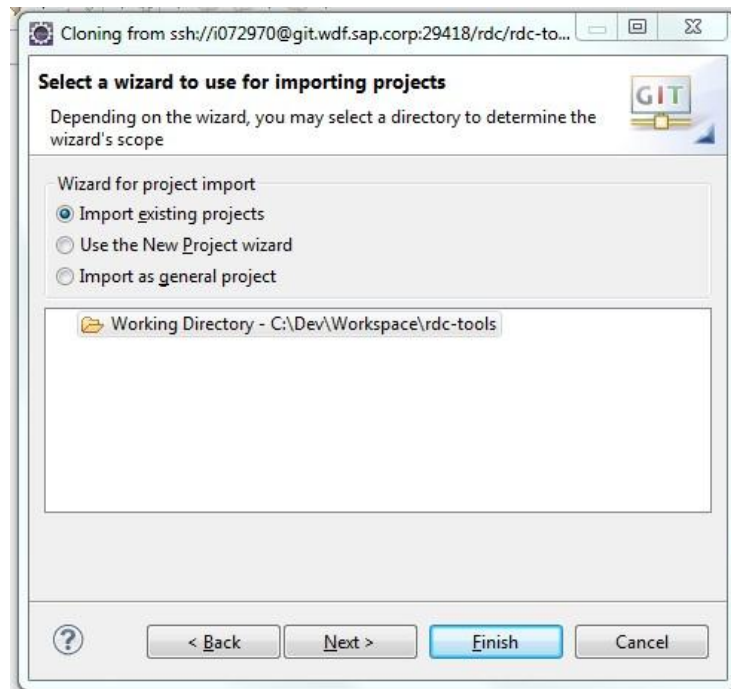 Cloning from ssh://i072970@git.wdf.sap.corp:29418/rdc/rdc-to...
Select a wizard to use for importing projects
Depending on the wizard, you may select a directory to determine the
wizard's scope
GIT
Wizard for project import
Import existing projects
Use the New Project wizard
Import as general project
Working Directory - C:\Dev\Workspace\rdc-tools
?
< Back
Next >
Finish
Cancel